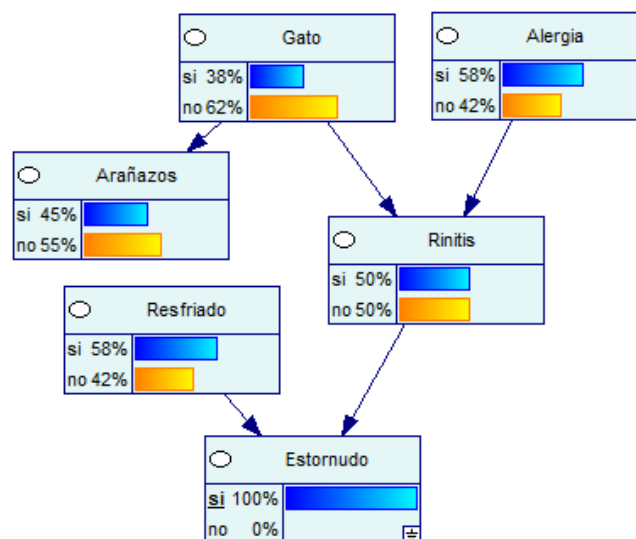 Gato
si 38%
no 62%
Alergia
si 58%
no 42%
Arañazos
si 45%
no 55%
Rinitis
si 50%
no 50%
Resfriado
si 58%
no 42%
Estornudo
si 100%
no 0%